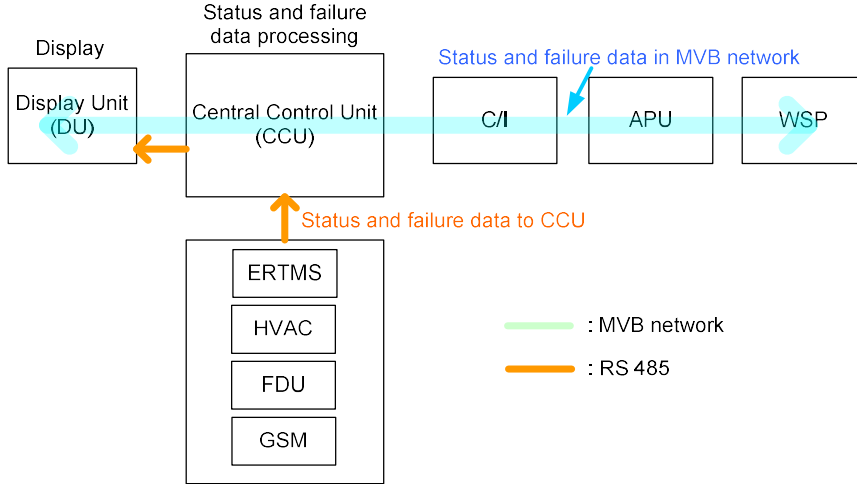 Status and failure
data processing
Display
Status and failure data in MVB network
Display Unit
(DU)
Central Control Unit
(CCU)
C/I
APU
WSP
Status and failure data to CCU
ERTMS
HVAC
FDU
GSM
: MVB network
: RS 485